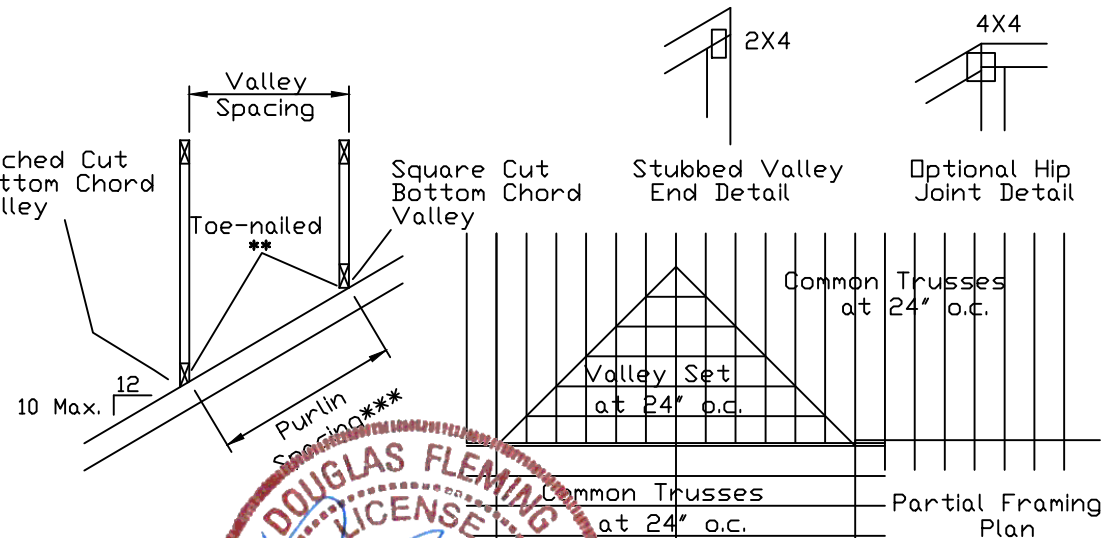 2X4
4X4
Valley
Spacing
ched Cut
ttom Chord
lley
Square Cut
Bottom Chord
Valley
Stubbed Valley
End Detail
Optional Hip
Joint Detail
Toe-nailed
**
Common Trusses
at 24" o.c.
12
10 Max.
Valley Set
at 24" o.c.
Purlin
Spacing***
DOUGLAS FLEMING
LICENSE
Common Trusses
at 24" o.c.
Partial Framing
Plan